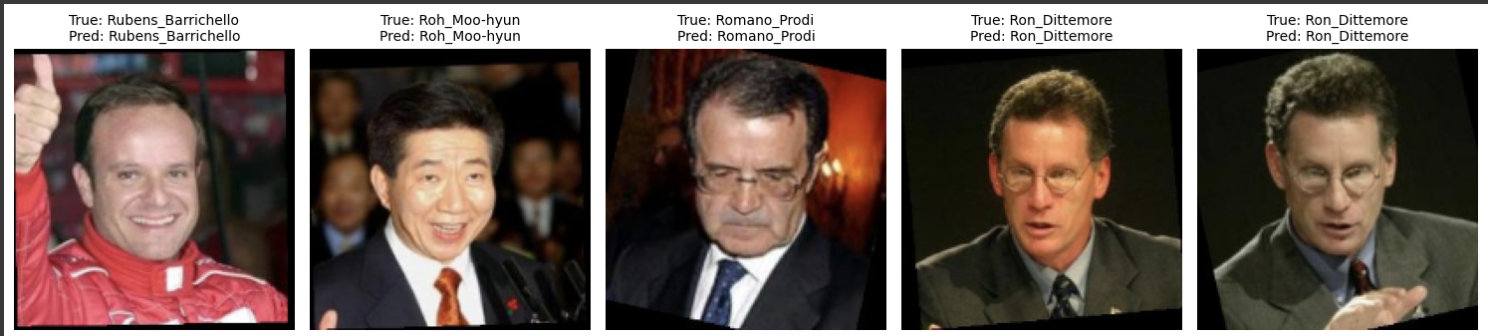 True: Rubens_Barrichello
Pred: Rubens_Barrichello
True: Roh_Moo-hyun
Pred: Roh_Moo-hyun
True: Romano_Prodi
Pred: Romano_Prodi
True: Ron_Dittemore
Pred: Ron_Dittemore
True: Ron_Dittemore
Pred: Ron_Dittemore